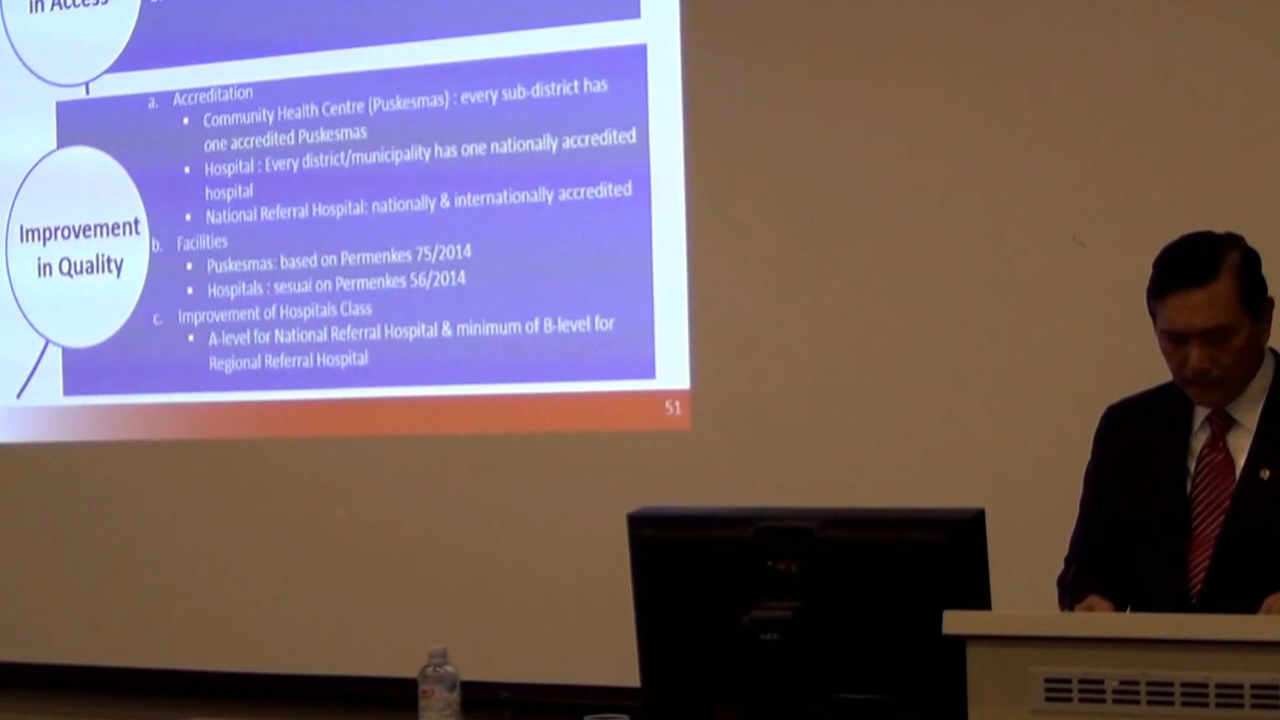 in Access
a. Accreditation
▪ Community Health Centre (Puskesmas) : every sub-district has
one accredited Puskesmas
▪ Hospital : Every district/municipality has one nationally accredited
hospital
▪ National Referral Hospital: nationally & internationally accredited
Improvement
in Quality
b. Facilities
▪ Puskesmas: based on Permenkes 75/2014
▪ Hospitals : sesuai on Permenkes 56/2014
c. Improvement of Hospitals Class
▪ A-level for National Referral Hospital & minimum of B-level for
Regional Referral Hospital
51